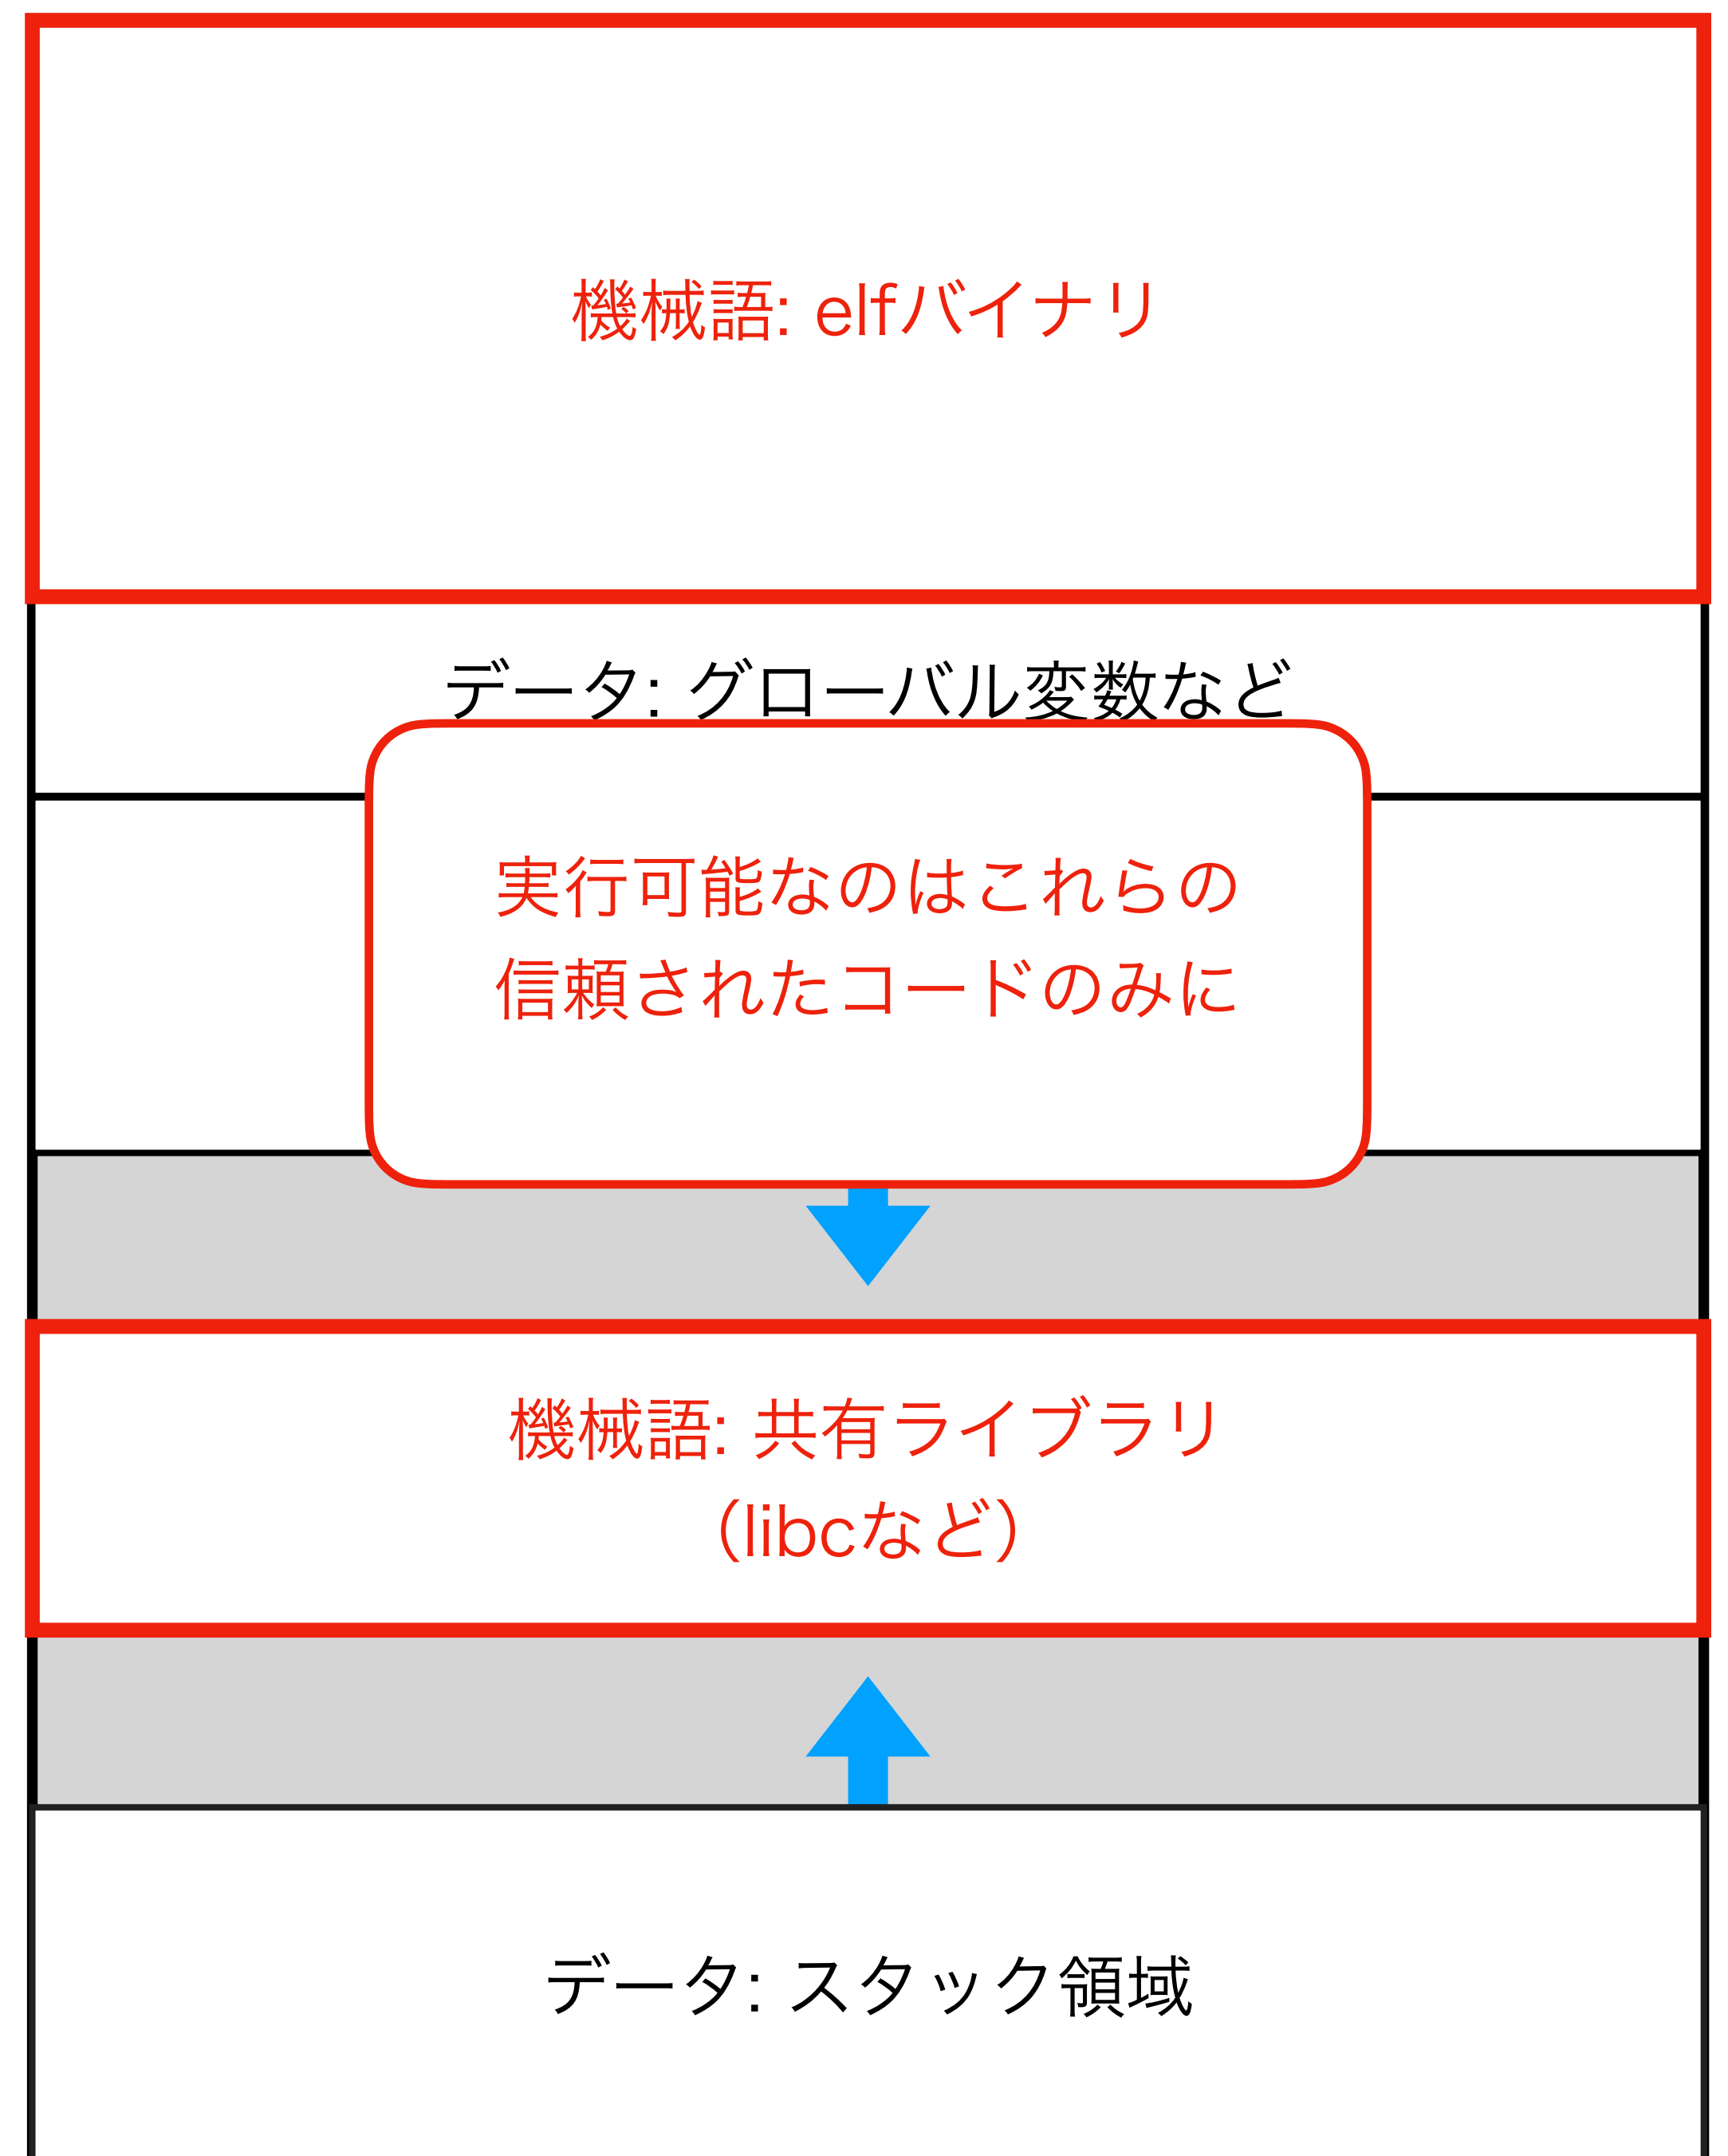 機械語: elfバイナリ
データ: グローバル変数など
実行可能なのはこれらの
信頼されたコードのみに
機械語: 共有ライブラリ
（libcなど）
データ: スタック領域